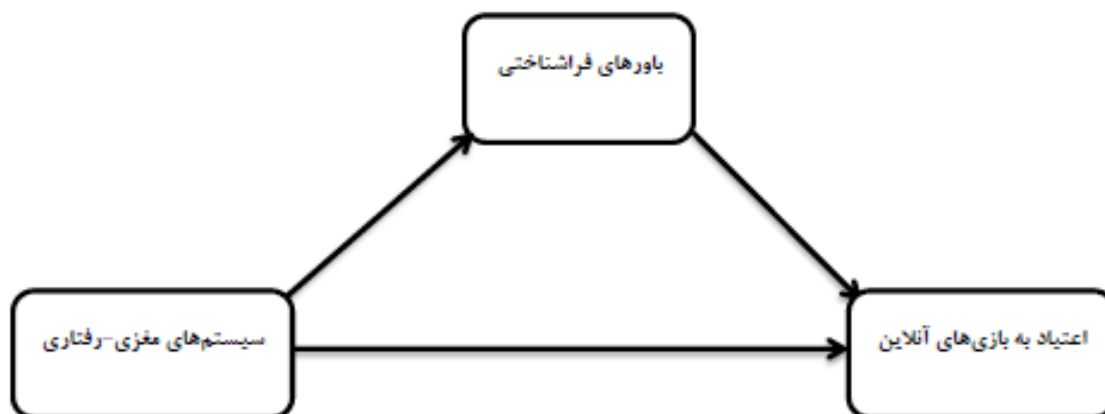 باورهای فراشناختی
سیستم‌های مغزی-رفتاری
اعتیاد به بازی‌های آنلاین